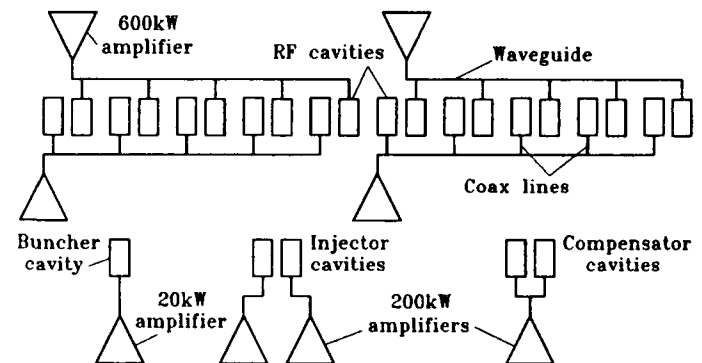 600kW
amplifier
RF cavities
Waveguide
Coax lines
Buncher
cavity
Injector
cavities
Compensator
cavities
20kW
amplifier
200kW
amplifiers